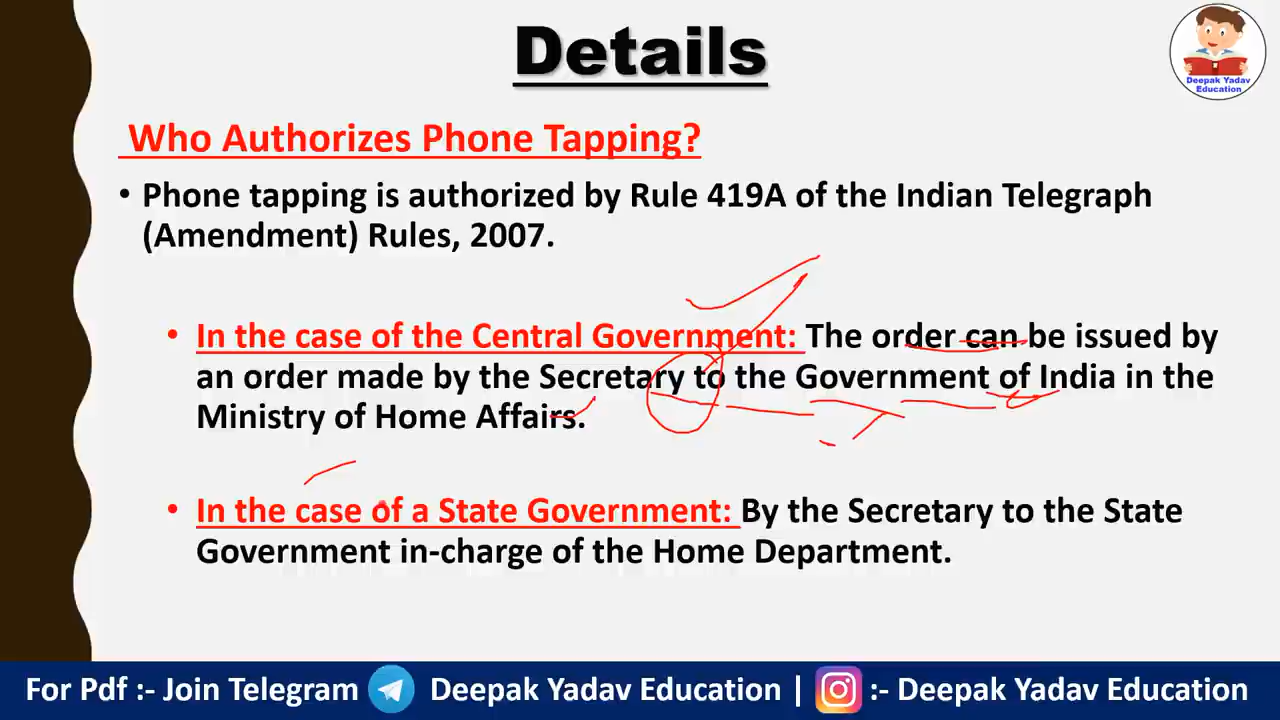 Details
Deepak Yadav
Education
Who Authorizes Phone Tapping?
• Phone tapping is authorized by Rule 419A of the Indian Telegraph
(Amendment) Rules, 2007.
• In the case of the Central Government: The order can be issued by
an order made by the Secretary to the Government of India in the
Ministry of Home Affairs.
• In the case of a State Government: By the Secretary to the State
Government in-charge of the Home Department.
For Pdf :- Join Telegram Deepak Yadav Education | :- Deepak Yadav Education